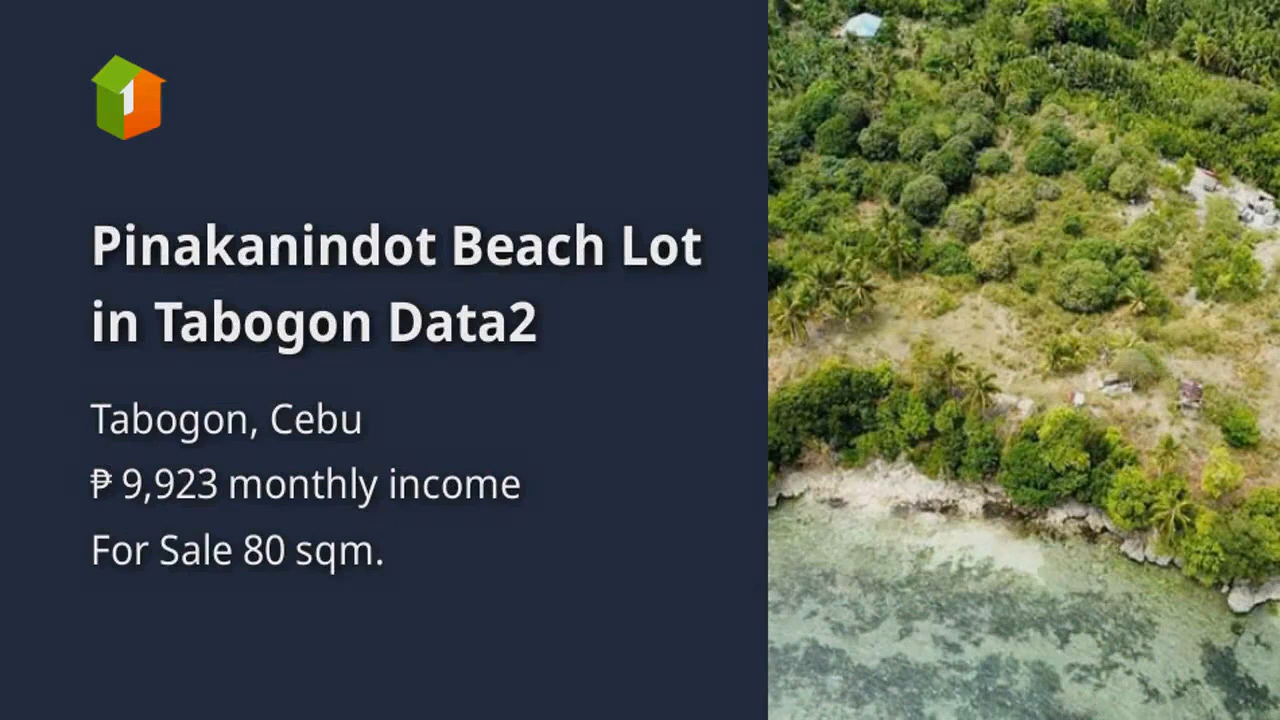 Pinakanindot Beach Lot
in Tabogon Data2
Tabogon, Cebu
₱ 9,923 monthly income
For Sale 80 sqm.